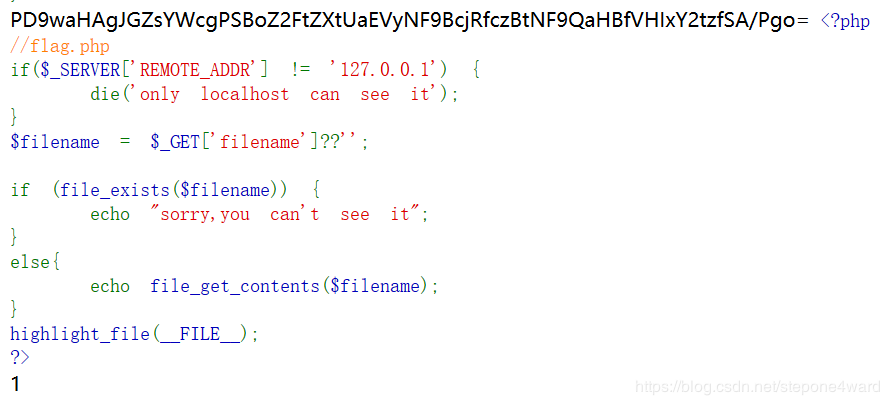 PD9waHAgJGZsYWcgPSBoZ2FtZXtUaEVyNF9BcjRfczBtNF9QaHBfVHIxY2tzfSA/Pgo= <?php
//flag.php
if($_SERVER['REMOTE_ADDR'] != '127.0.0.1') {
die('only localhost can see it');
}
$filename = $_GET['filename']??'';
if (file_exists($filename)) {
echo "sorry,you can't see it";
}
else{
echo file_get_contents($filename);
}
highlight_file(__FILE__);
?>
1
https://blog.csdn.net/stepone4ward